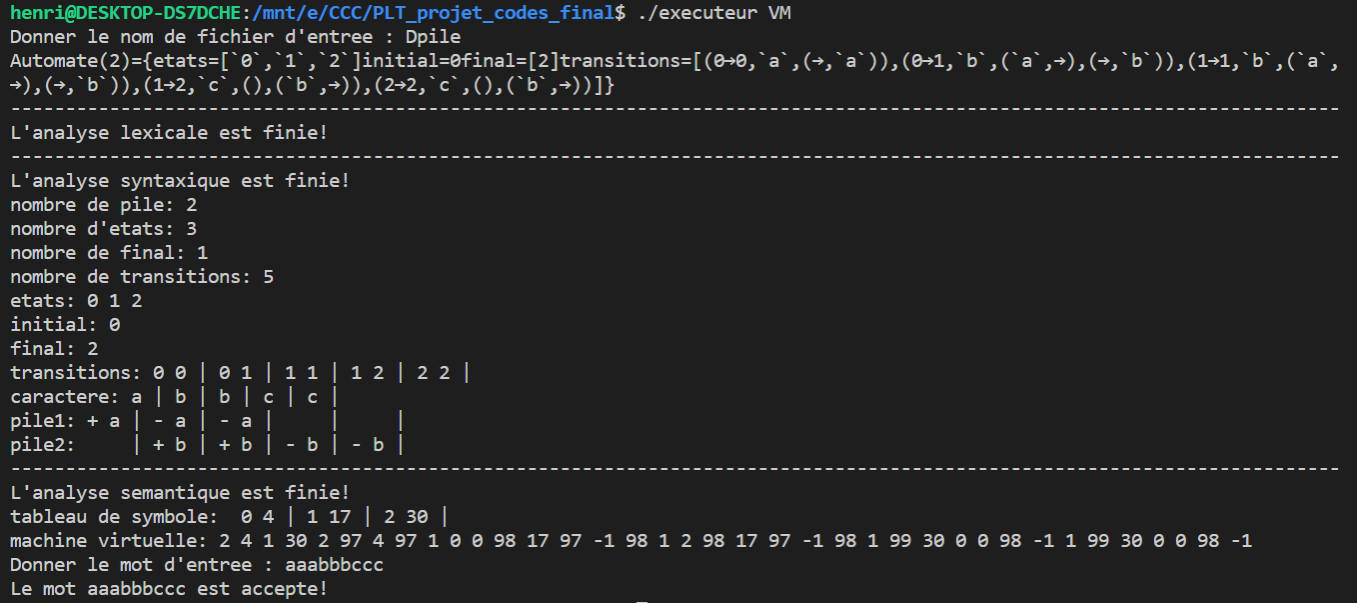 henri@DESKTOP-DS7DCHE:/mnt/e/CCC/PLT_projet_codes_final$ ./executeur VM
Donner le nom de fichier d'entree : Dpile
Automate(2)={etats=[`0`,`1`,`2`]initial=0final=[2]transitions=[(0→0,`a`,(→,`a`)),(0→1,`b`,(`a`,→),(→,`b`)),(1→1,`b`,(`a`,
→),(→,`b`)),(1→2,`c`,(),(`b`,→)),(2→2,`c`,(),(`b`,→))]}
-------------------------------------------------------------------------------------------------------------------------
L'analyse lexicale est finie!
-------------------------------------------------------------------------------------------------------------------------
L'analyse syntaxique est finie!
nombre de pile: 2
nombre d'etats: 3
nombre de final: 1
nombre de transitions: 5
etats: 0 1 2
initial: 0
final: 2
transitions: 0 0 | 0 1 | 1 1 | 1 2 | 2 2 |
caractere: a | b | b | c | c |
pile1: + a | - a | - a |     |     |
pile2:     | + b | + b | - b | - b |
-------------------------------------------------------------------------------------------------------------------------
L'analyse semantique est finie!
tableau de symbole:  0 4 | 1 17 | 2 30 |
machine virtuelle: 2 4 1 30 2 97 4 97 1 0 0 98 17 97 -1 98 1 2 98 17 97 -1 98 1 99 30 0 0 98 -1 1 99 30 0 0 98 -1
Donner le mot d'entree : aaabbbccc
Le mot aaabbbccc est accepte!